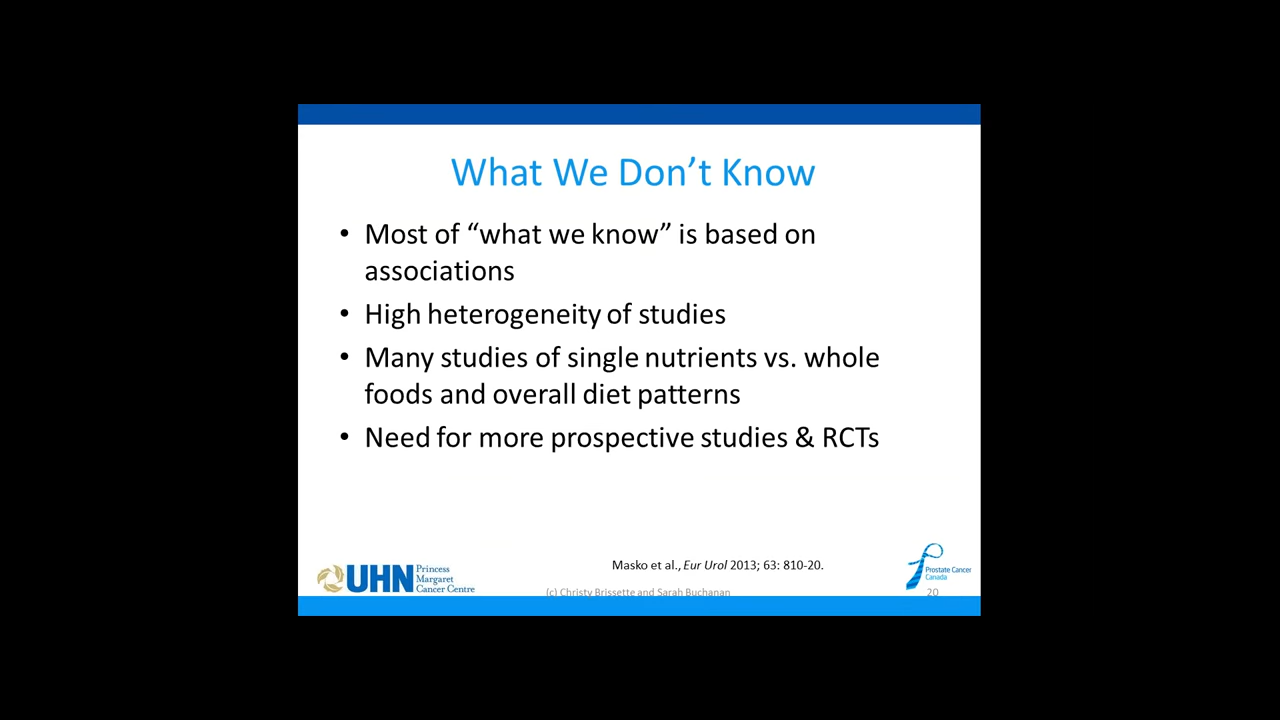 What We Don’t Know
• Most of “what we know” is based on
associations
• High heterogeneity of studies
• Many studies of single nutrients vs. whole
foods and overall diet patterns
• Need for more prospective studies & RCTs
Masko et al., Eur Urol 2013; 63: 810-20.
UHN Princess
Margaret
Cancer Centre
(c) Christy Brissette and Sarah Buchanan
Prostate Cancer
Canada
20